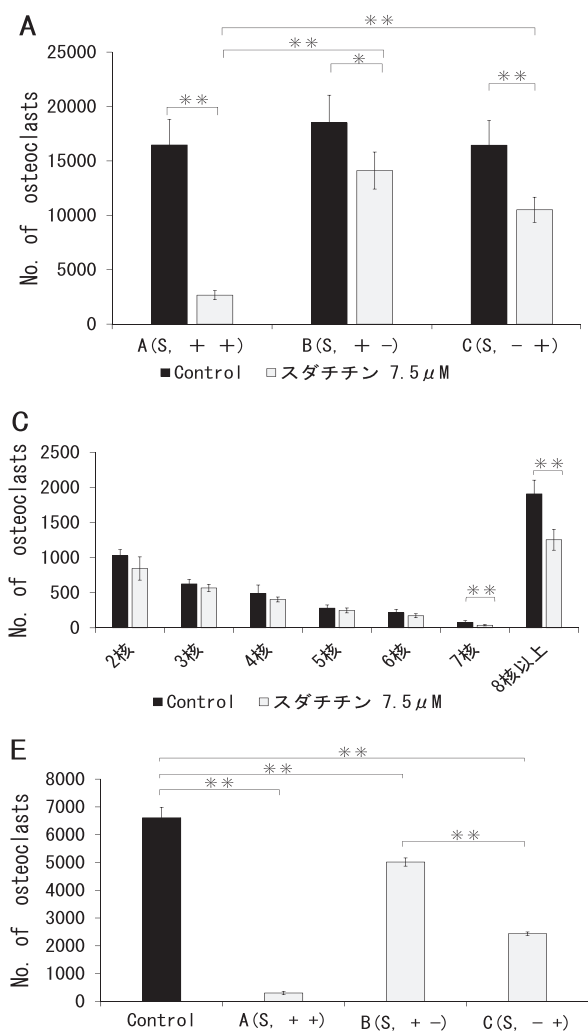 A
**
**
*
**
**
25000
20000
15000
10000
5000
0
No. of osteoclasts
A(S, + +) B(S, + -) C(S, - +)
■Control □スダチチン 7.5μM
C
2500
2000
1500
1000
500
0
No. of osteoclasts
**
**
2核 3核 4核 5核 6核 7核 8核以上
■Control □スダチチン 7.5μM
E
**
**
**
**
8000
7000
6000
5000
4000
3000
2000
1000
0
No. of osteoclasts
Control A(S, + +) B(S, + -) C(S, - +)